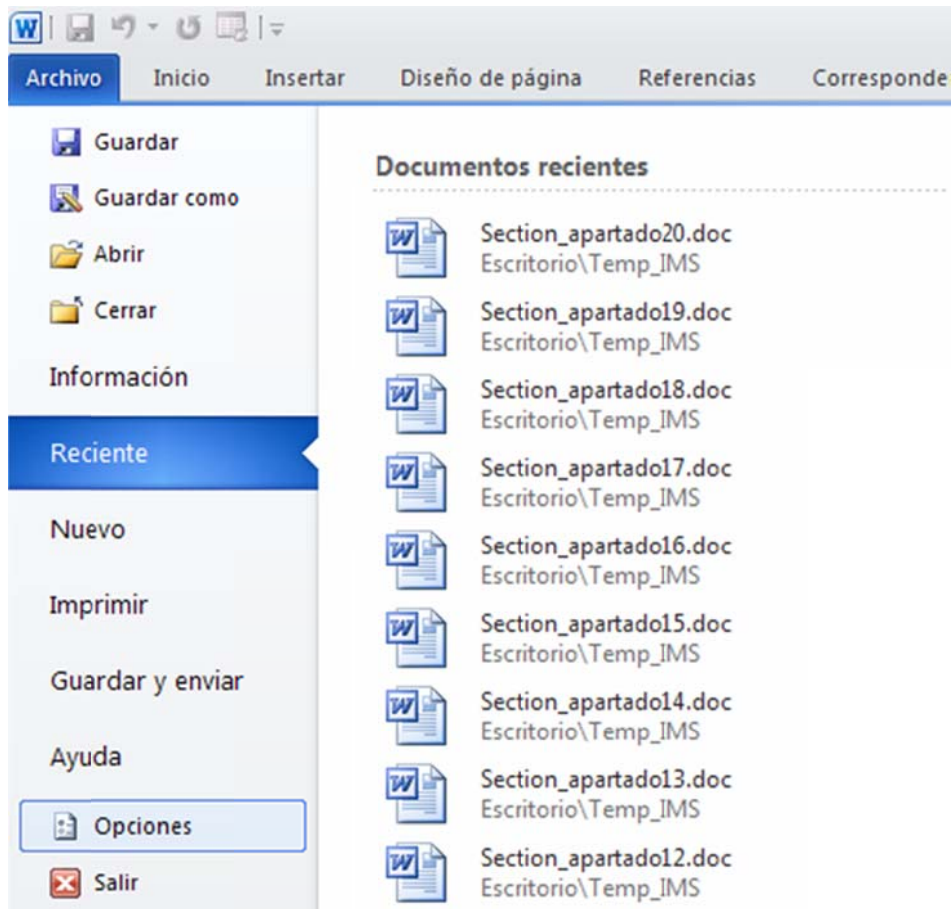 Archivo Inicio Insertar Diseño de página Referencias Corresponde
Guardar
Guardar como
Abrir
Cerrar
Información
Reciente
Nuevo
Imprimir
Guardar y enviar
Ayuda
Opciones
Salir
Documentos recientes
Section_apartado20.doc
Escritorio\Temp_IMS
Section_apartado19.doc
Escritorio\Temp_IMS
Section_apartado18.doc
Escritorio\Temp_IMS
Section_apartado17.doc
Escritorio\Temp_IMS
Section_apartado16.doc
Escritorio\Temp_IMS
Section_apartado15.doc
Escritorio\Temp_IMS
Section_apartado14.doc
Escritorio\Temp_IMS
Section_apartado13.doc
Escritorio\Temp_IMS
Section_apartado12.doc
Escritorio\Temp_IMS